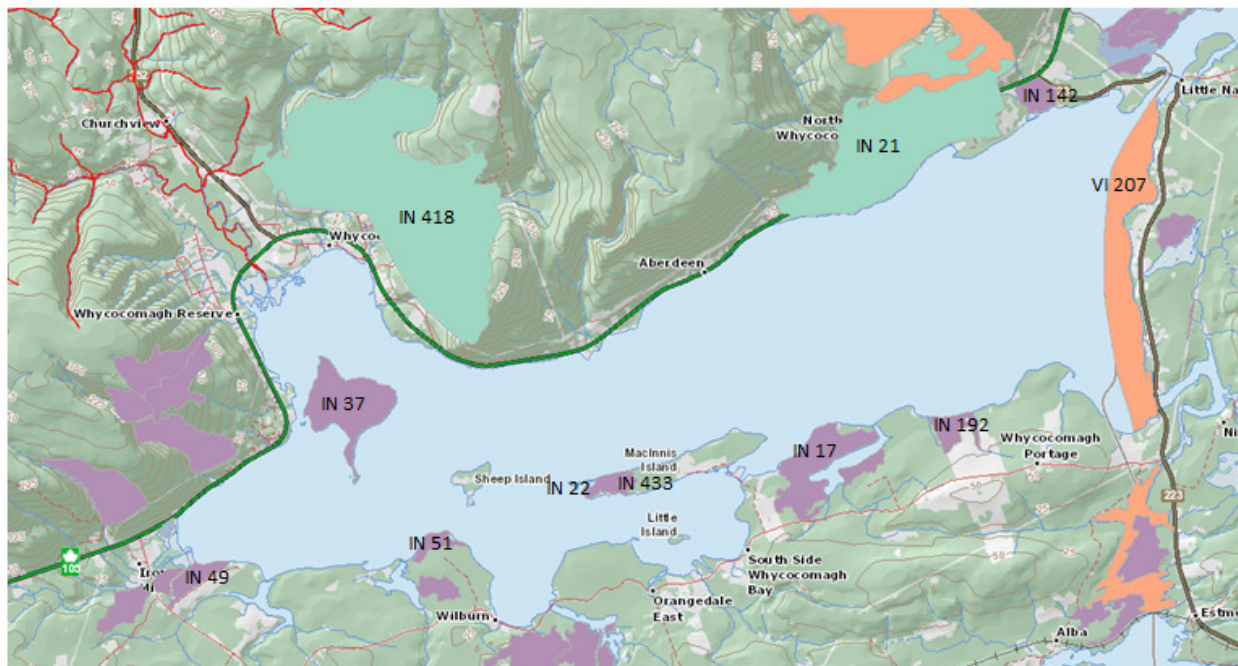 IN 142
Little Na
Churchview
North
Whycoco
IN 21
VI 207
IN 418
Whycoc
Aberdeen
Whycocomagh Reserve
IN 37
IN 192
Whycocomagh
Portage
MacInnis
Island
IN 17
Sheep Island
IN 22
IN 433
Little
Island
223
IN 51
South Side
Whycocomagh
Bay
105
IN 49
Orangedale
East
Wilburn
Alba
Estm